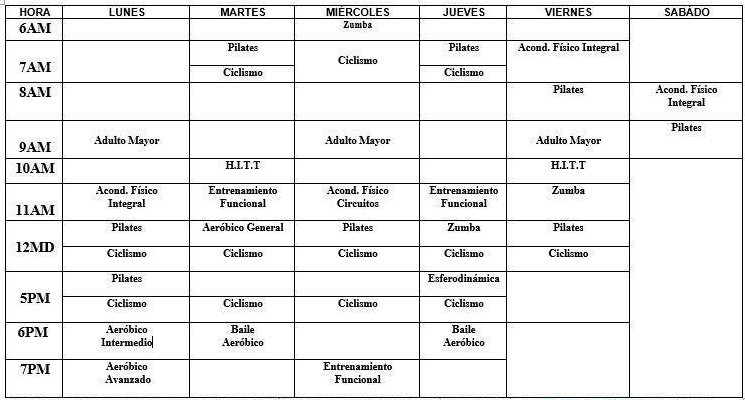 HORA LUNES MARTES MIÉRCOLES JUEVES VIERNES SABÁDO
6AM Zumba
Pilates Pilates Acond. Físico Integral
7AM Ciclismo
Ciclismo Ciclismo
8AM Pilates Acond. Físico
Integral
Pilates
9AM Adulto Mayor Adulto Mayor Adulto Mayor
10AM H.I.T.T H.I.T.T
Acond. Físico Entrenamiento Acond. Físico Entrenamiento Zumba
11AM Integral Funcional Circuitos Funcional
Pilates Aeróbico General Pilates Zumba Pilates
12MD
Ciclismo Ciclismo Ciclismo Ciclismo Ciclismo
Pilates Esferodinámica
5PM
Ciclismo Ciclismo Ciclismo Ciclismo
6PM Aeróbico Baile Baile
Intermedio Aeróbico Aeróbico
7PM Aeróbico Entrenamiento
Avanzado Funcional